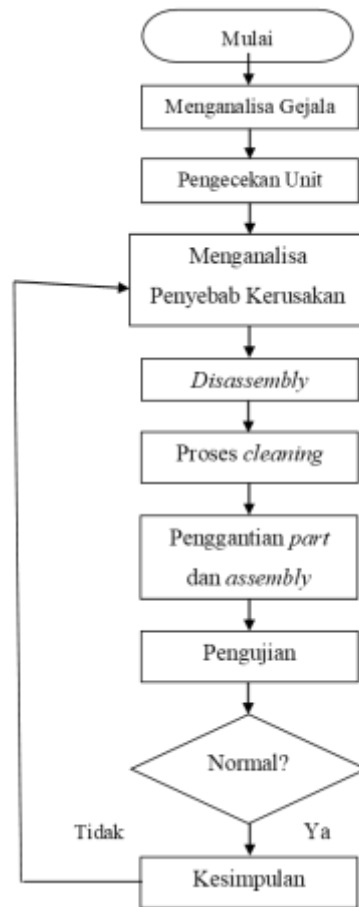 Mulai
Menganalisa Gejala
Pengecekan Unit
Menganalisa
Penyebab Kerusakan
Disassembly
Proses cleaning
Penggantian part
dan assembly
Pengujian
Normal?
Tidak
Ya
Kesimpulan